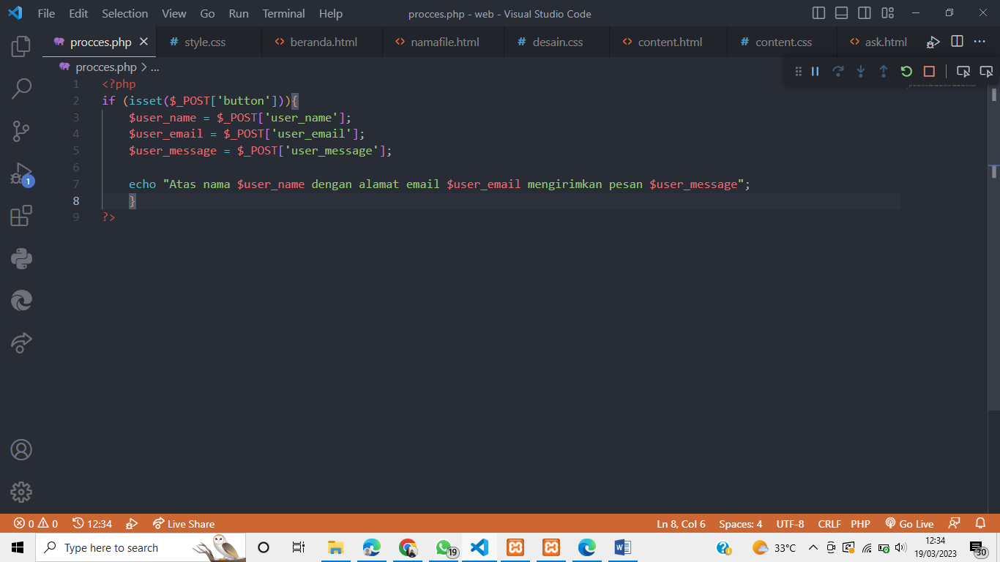 File Edit Selection View Go Run Terminal Help procces.php - web - Visual Studio Code
procces.php style.css beranda.html namafile.html desain.css content.html content.css ask.html
procces.php > ...
1 <?php
2 if (isset($_POST['button'])){
3 $user_name = $_POST['user_name'];
4 $user_email = $_POST['user_email'];
5 $user_message = $_POST['user_message'];
6
7 echo "Atas nama $user_name dengan alamat email $user_email mengirimkan pesan $user_message";
8 }
9 ?>
1
0 0 12:34 Live Share Ln 8, Col 6 Spaces: 4 UTF-8 CRLF PHP Go Live
Type here to search 19 33°C 12:34
19/03/2023 30